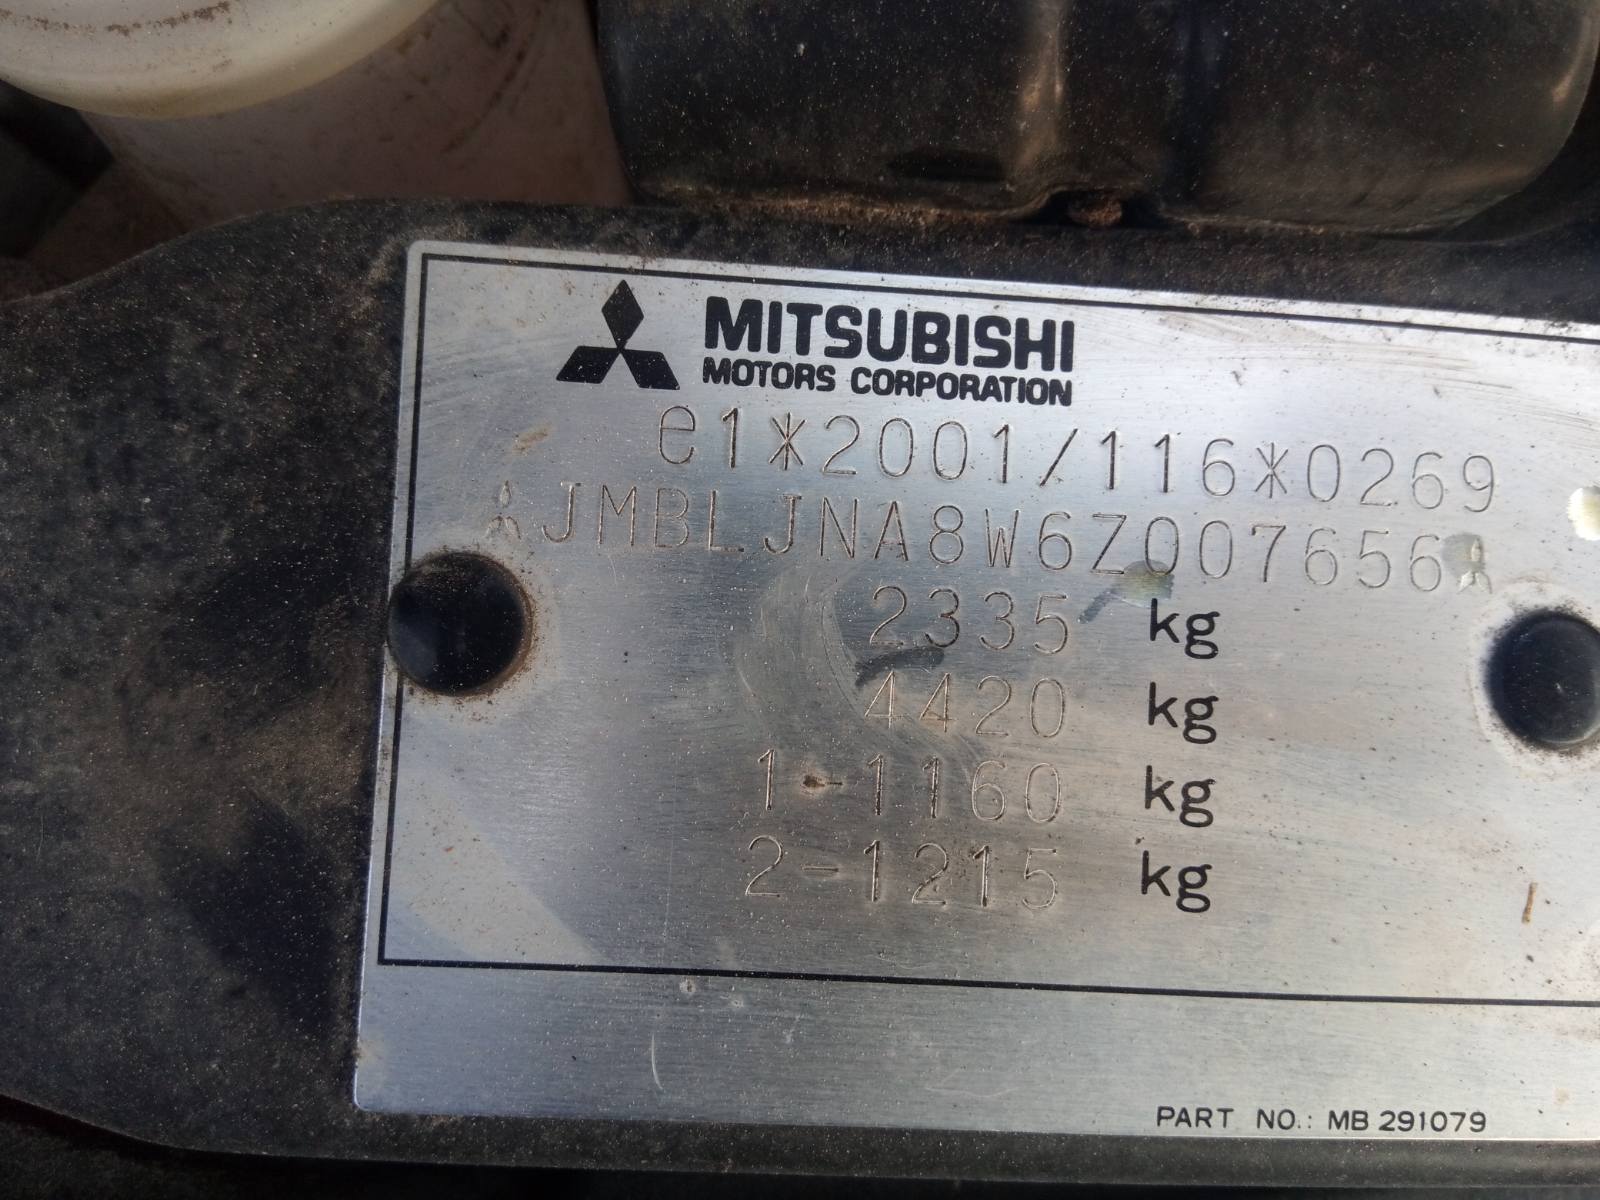 MITSUBISHI
MOTORS CORPORATION
e1*2001/116*0269
JMBLJNA8W6Z007656
2335 kg
4420 kg
1-1160 kg
2-1215 kg
PART NO.: MB 291079